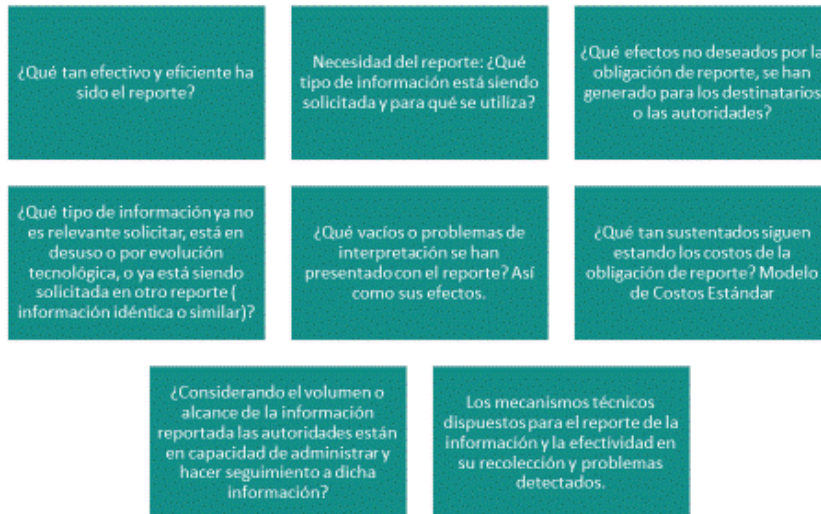 ¿Qué tan efectivo y eficiente ha
sido el reporte?
Necesidad del reporte: ¿Qué
tipo de información está siendo
solicitada y para qué se utiliza?
¿Qué efectos no deseados por la
obligación de reporte, se han
generado para los destinatarios
o las autoridades?
¿Qué tipo de información ya no
es relevante solicitar, está en
desuso o por evolución
tecnológica, o ya está siendo
solicitada en otro reporte (
información idéntica o similar)?
¿Qué vacíos o problemas de
interpretación se han
presentado con el reporte? Así
como sus efectos.
¿Qué tan sustentados siguen
estando los costos de la
obligación de reporte? Modelo
de Costos Estándar
¿Considerando el volumen o
alcance de la información
reportada las autoridades están
en capacidad de administrar y
hacer seguimiento a dicha
información?
Los mecanismos técnicos
dispuestos para el reporte de la
información y la efectividad en
su recolección y problemas
detectados.